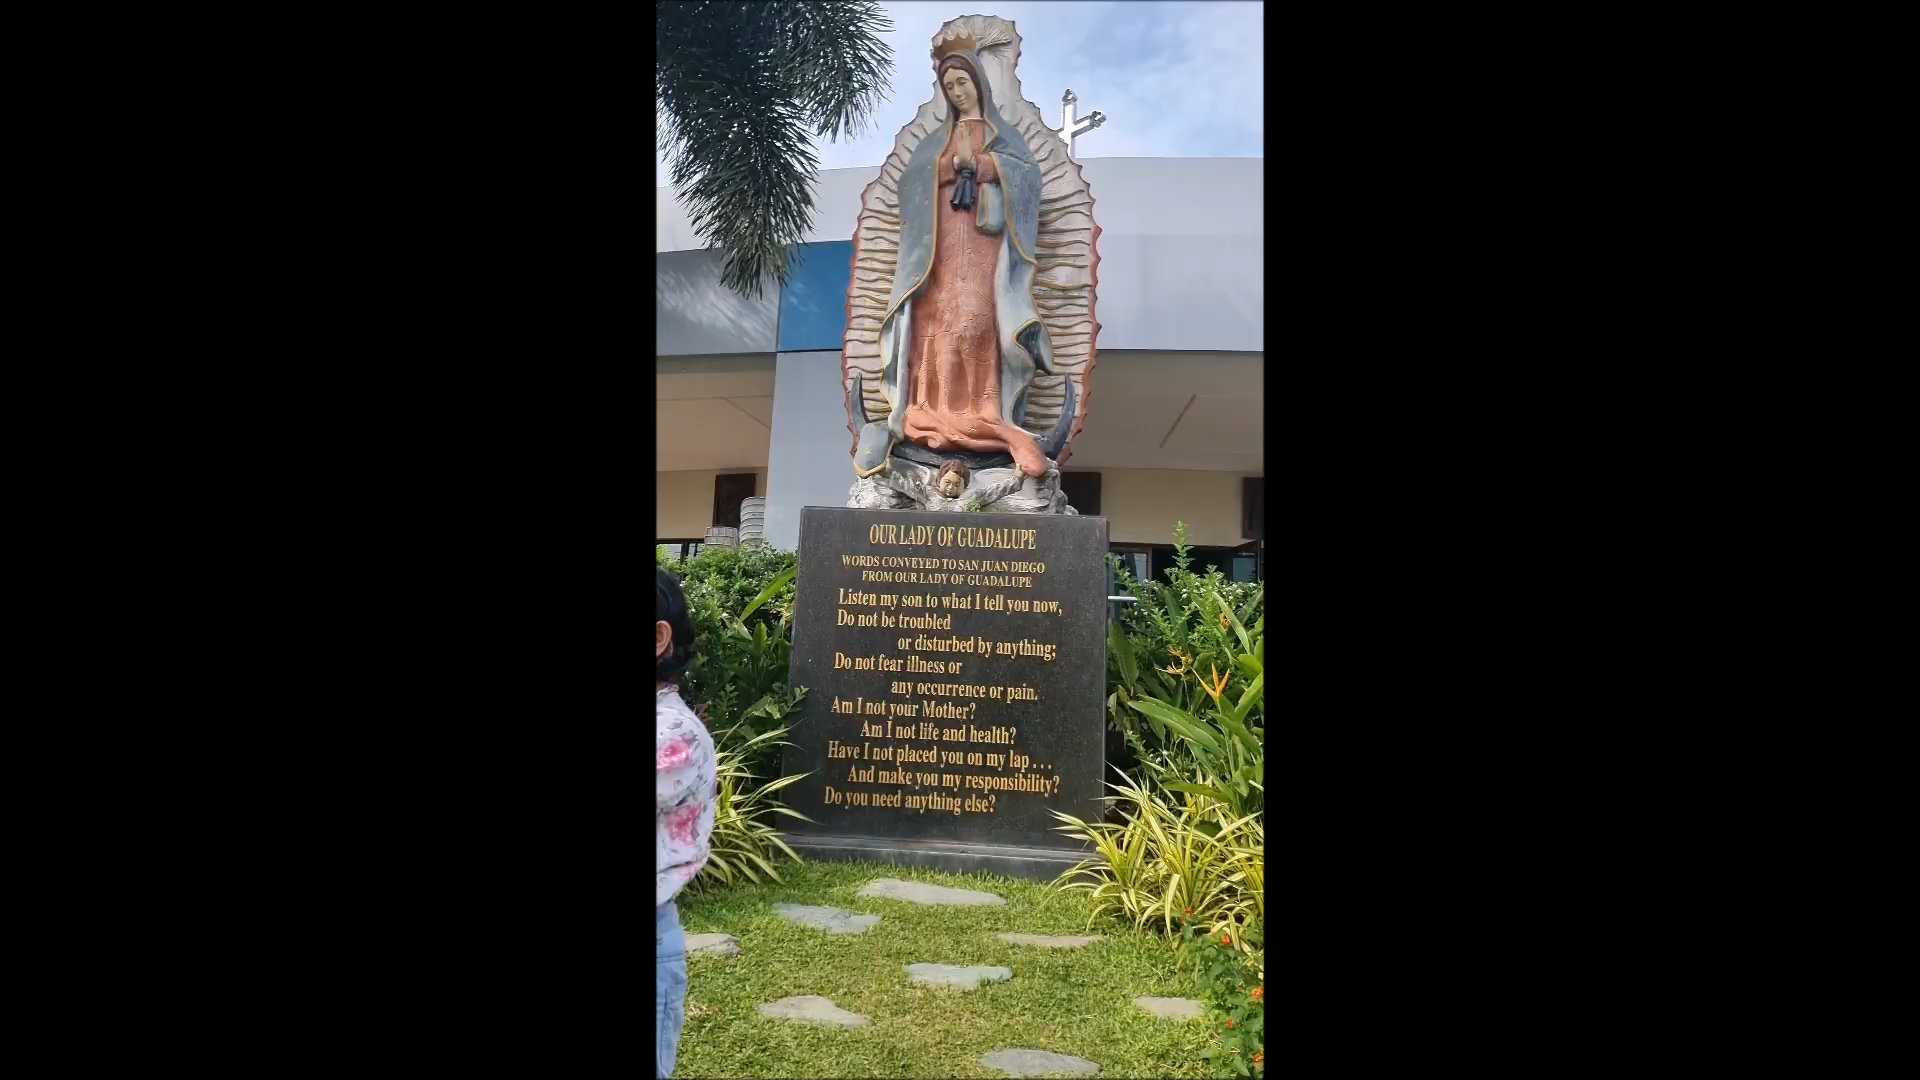 OUR LADY OF GUADALUPE
WORDS CONVEYED TO SAN JUAN DIEGO
FROM OUR LADY OF GUADALUPE
Listen my son to what I tell you now,
Do not be troubled
or disturbed by anything;
Do not fear illness or
any occurrence or pain.
Am I not your Mother?
Am I not life and health?
Have I not placed you on my lap . . .
And make you my responsibility?
Do you need anything else?